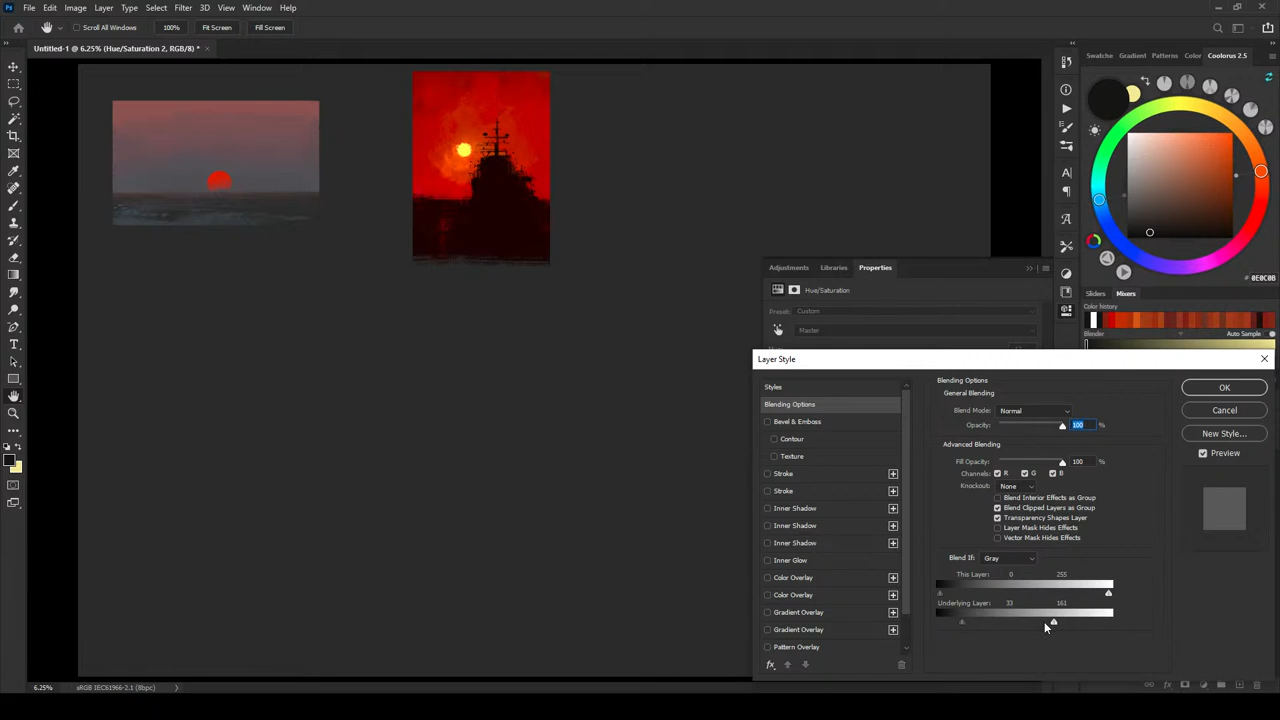 Ps File Edit Image Layer Type Select Filter 3D View Window Help
Scroll All Windows 100% Fit Screen Fill Screen
Untitled-1 @ 6.25% (Hue/Saturation 2, RGB/8) *
Swatche Gradient Patterns Color Coolorus 2.5
0E0C0B
Adjustments Libraries Properties
Hue/Saturation
Preset: Custom
Master
Sliders Mixers
Color history
Blender Auto Sample
Layer Style
Styles
Blending Options
Bevel & Emboss
Contour
Texture
Stroke
Stroke
Inner Shadow
Inner Shadow
Inner Shadow
Inner Glow
Color Overlay
Color Overlay
Gradient Overlay
Gradient Overlay
Pattern Overlay
fx
Blending Options
General Blending
Blend Mode: Normal
Opacity: 100 %
Advanced Blending
Fill Opacity: 100 %
Channels: R G B
Knockout: None
Blend Interior Effects as Group
Blend Clipped Layers as Group
Transparency Shapes Layer
Layer Mask Hides Effects
Vector Mask Hides Effects
Blend If: Gray
This Layer: 0 255
Underlying Layer: 33 161
OK
Cancel
New Style...
Preview
6.25% sRGB IEC61966-2.1 (8bpc)